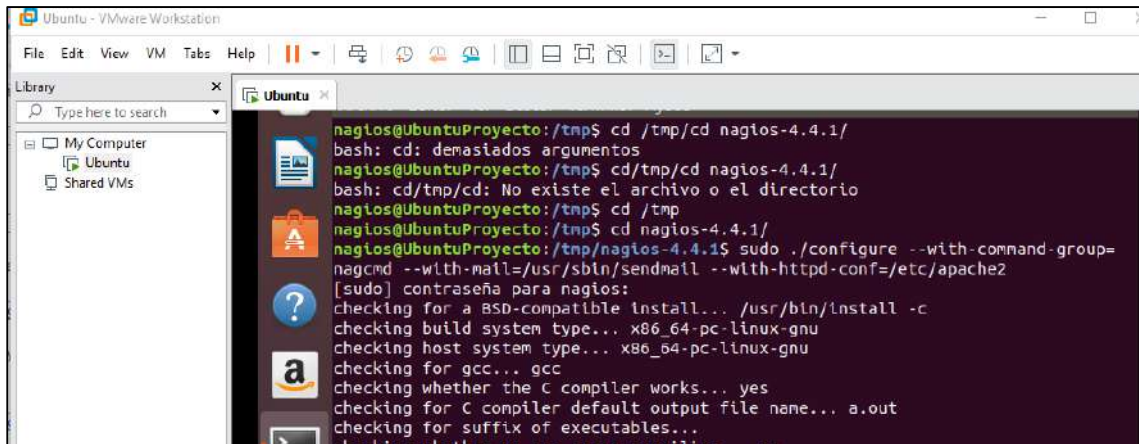 Ubuntu - VMware Workstation
File Edit View VM Tabs Help
Library
Type here to search
My Computer
Ubuntu
Shared VMs
Ubuntu
nagios@UbuntuProyecto:/tmp$ cd /tmp/cd nagios-4.4.1/
bash: cd: demasiados argumentos
nagios@UbuntuProyecto:/tmp$ cd/tmp/cd nagios-4.4.1/
bash: cd/tmp/cd: No existe el archivo o el directorio
nagios@UbuntuProyecto:/tmp$ cd /tmp
nagios@UbuntuProyecto:/tmp$ cd nagios-4.4.1/
nagios@UbuntuProyecto:/tmp/nagios-4.4.1$ sudo ./configure --with-command-group=
nagcmd --with-mail=/usr/sbin/sendmail --with-httpd-conf=/etc/apache2
[sudo] contraseña para nagios:
checking for a BSD-compatible install... /usr/bin/install -c
checking build system type... x86_64-pc-linux-gnu
checking host system type... x86_64-pc-linux-gnu
checking for gcc... gcc
checking whether the C compiler works... yes
checking for C compiler default output file name... a.out
checking for suffix of executables...